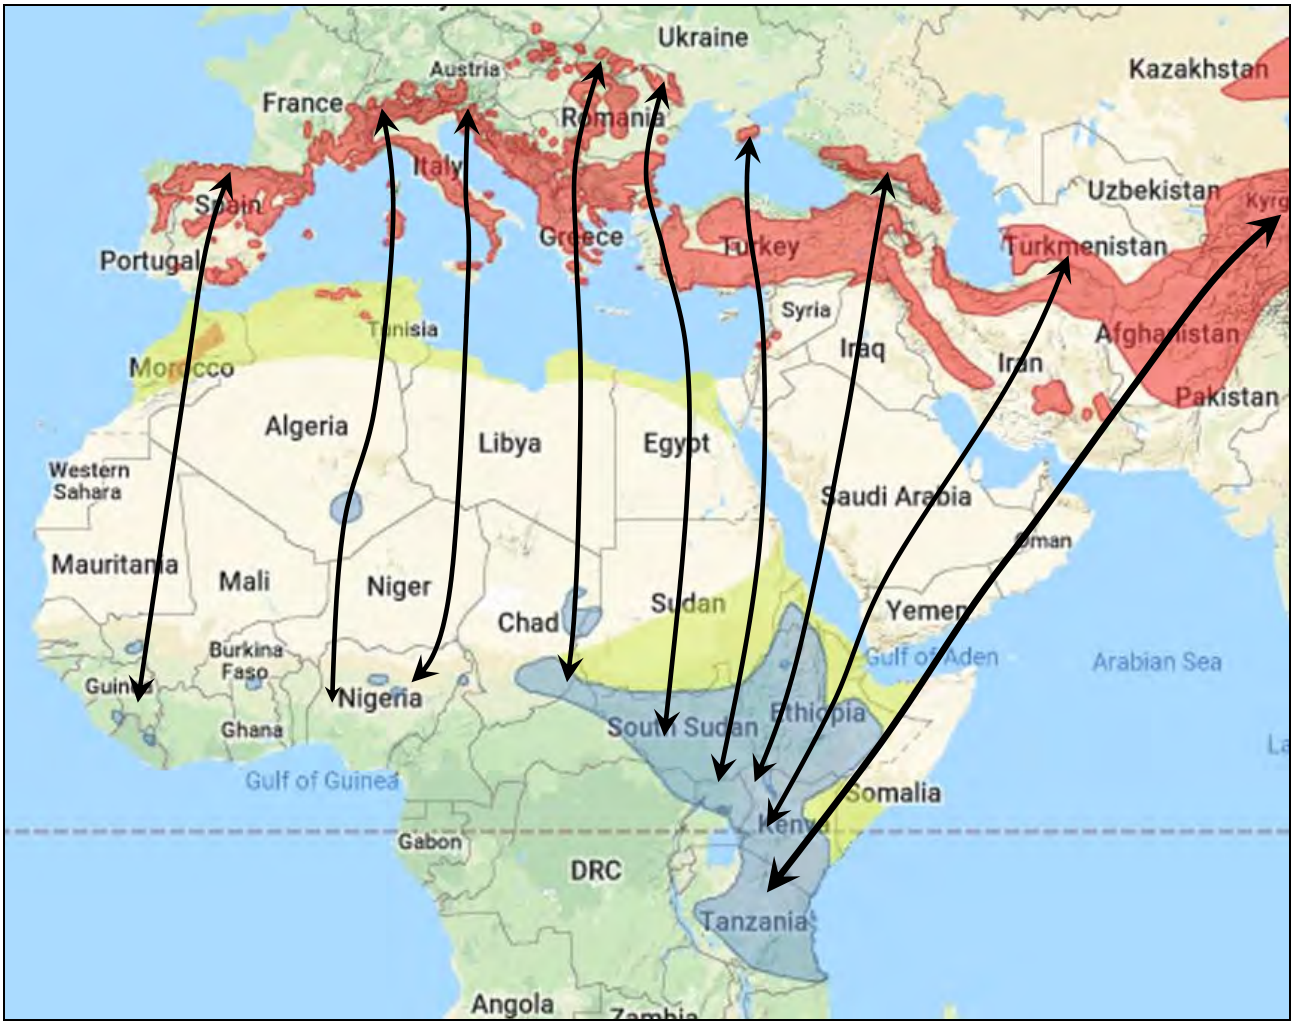 Ukraine
Kazakhstan
Austria
France
Romania
Italy
Uzbekistan
Spain
Kyrg
Greece
Turkey
Turkmenistan
Portugal
Syria
Tunisia
Afghanistan
Iraq
Iran
Morocco
Pakistan
Algeria
Libya
Egypt
Western
Sahara
Saudi Arabia
Oman
Mauritania
Mali
Niger
Chad
Sudan
Yemen
Burkina
Faso
Gulf of Aden
Arabian Sea
Guinea
Nigeria
Ghana
South Sudan
Ethiopia
La
Gulf of Guinea
Somalia
Kenya
Gabon
DRC
Tanzania
Angola
Zambia